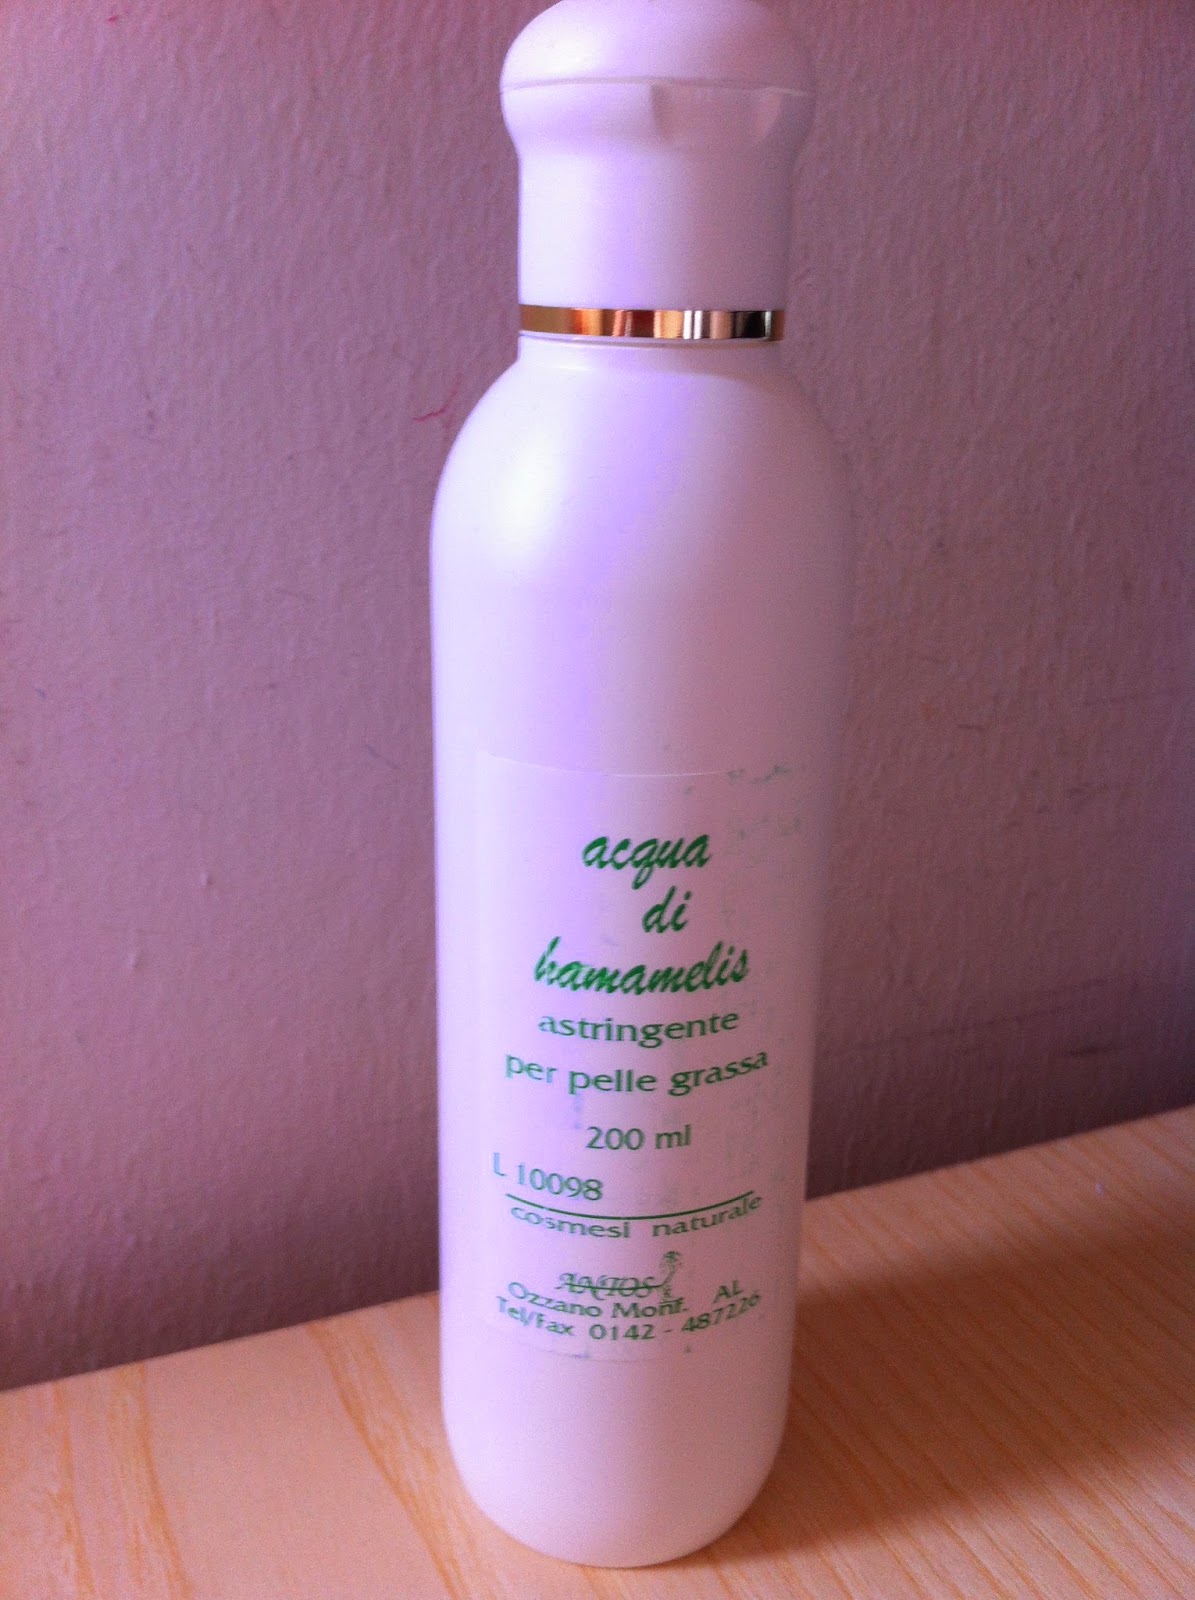 acqua
di
hamamelis
astringente
per pelle grassa
200 ml
L 10098
cosmesi naturale
ANTOS
Ozzano Monf. AL
Tel/Fax 0142 - 487226